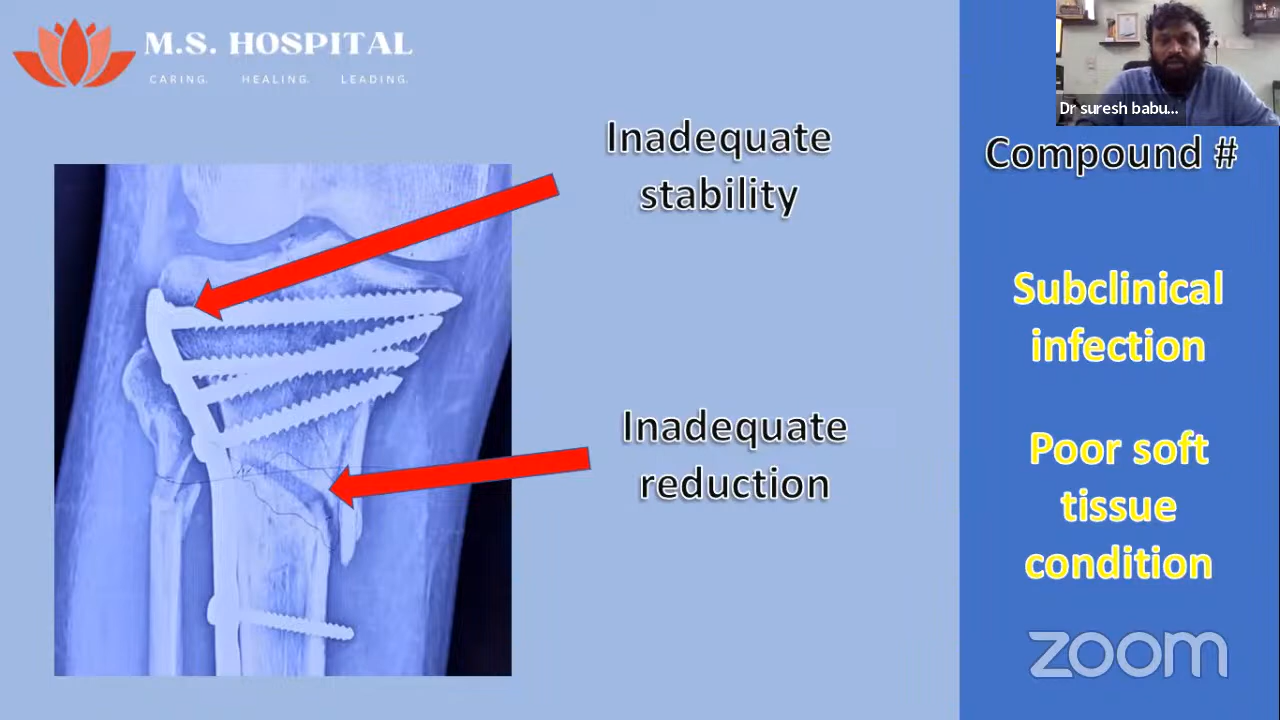 M.S. HOSPITAL
CARING. HEALING. LEADING.
Inadequate
stability
Inadequate
reduction
Dr suresh babu...
Compound #
Subclinical
infection
Poor soft
tissue
condition
zoom